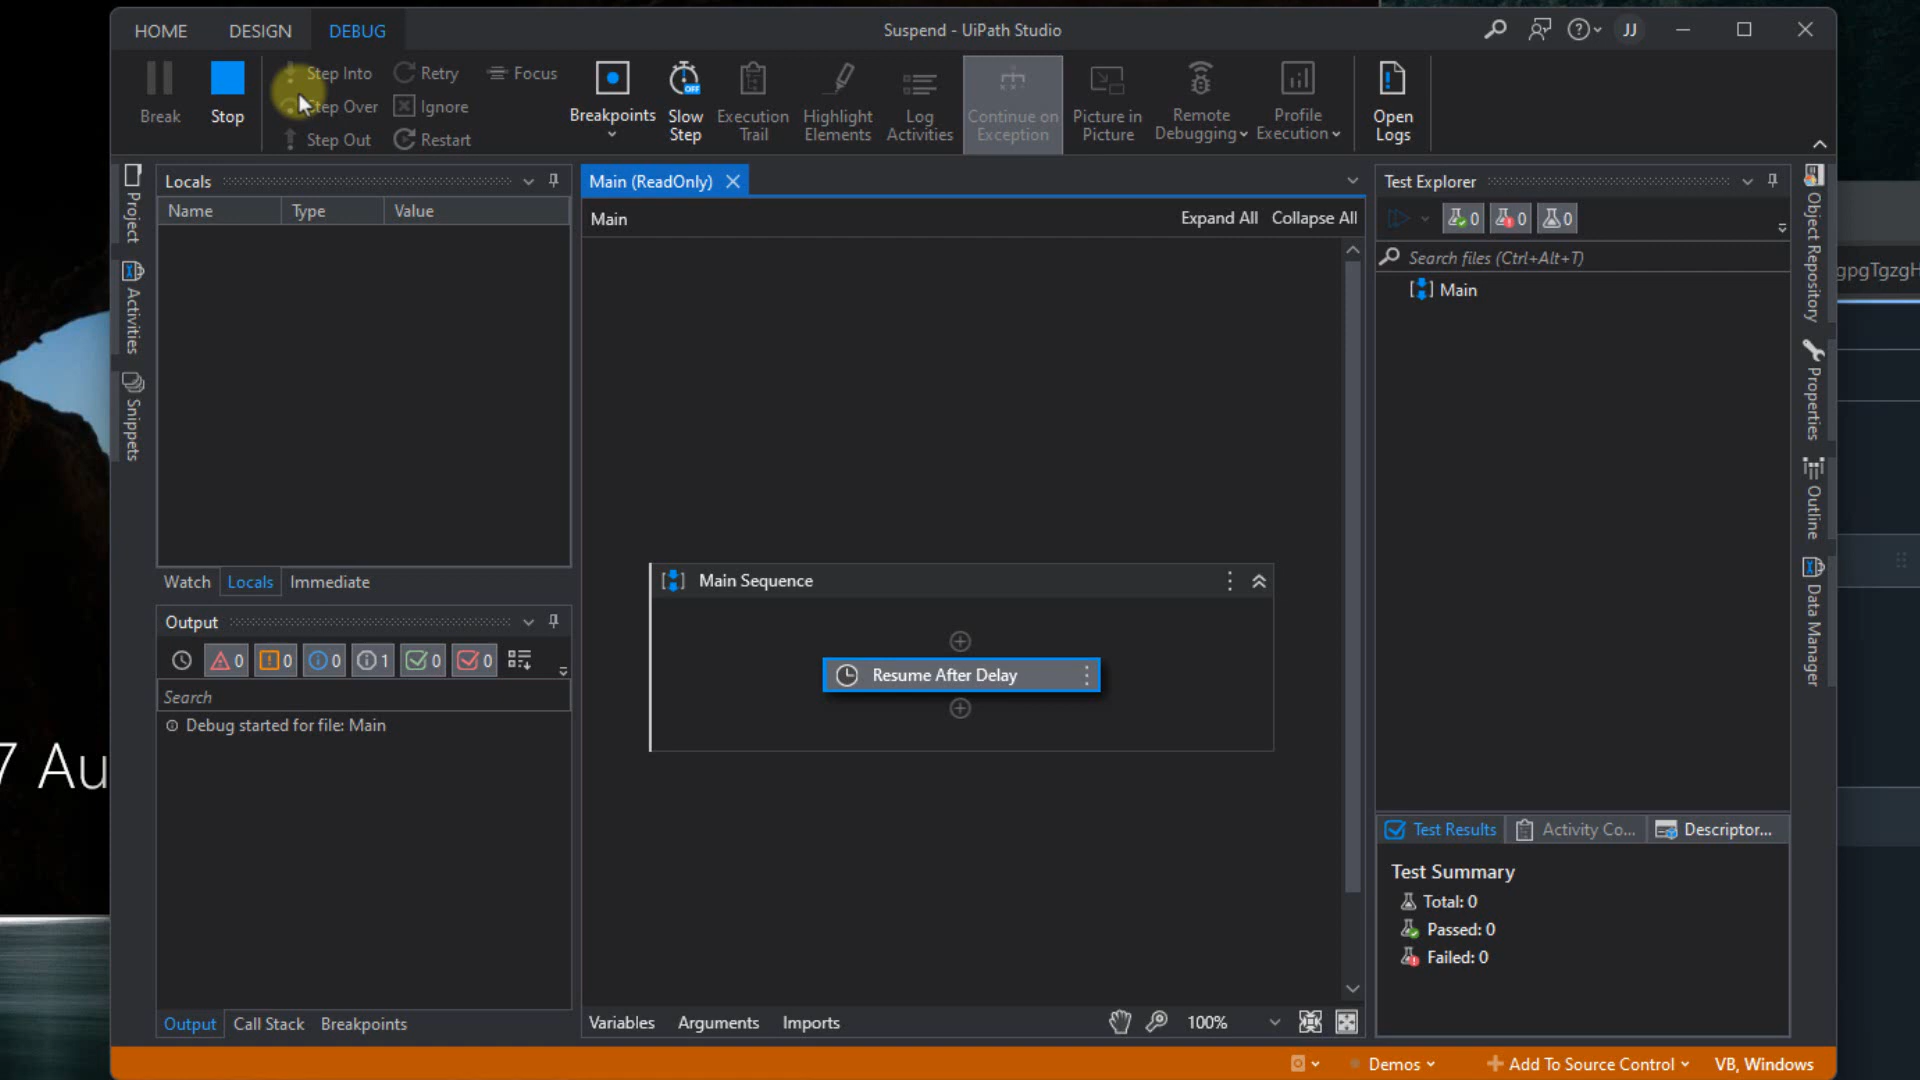 HOME DESIGN DEBUG Suspend - UiPath Studio JJ
Break Stop Step Into Retry Focus
Step Over Ignore
Step Out Restart
Breakpoints Slow Step Execution Trail Highlight Elements Log Activities Continue on Exception Picture in Picture Remote Debugging Profile Execution Open Logs
Project
Activities
Snippets
Locals
Name Type Value
Watch Locals Immediate
Output
0 0 0 1 0 0
Search
Debug started for file: Main
Output Call Stack Breakpoints
Main (ReadOnly)
Main Expand All Collapse All
Main Sequence
Resume After Delay
Variables Arguments Imports 100%
Test Explorer
0 0 0
Search files (Ctrl+Alt+T)
Main
Test Results Activity Co... Descriptor...
Test Summary
Total: 0
Passed: 0
Failed: 0
Object Repository
Properties
Outline
Data Manager
Demos Add To Source Control VB, Windows
7 Au
gpgTgzgH